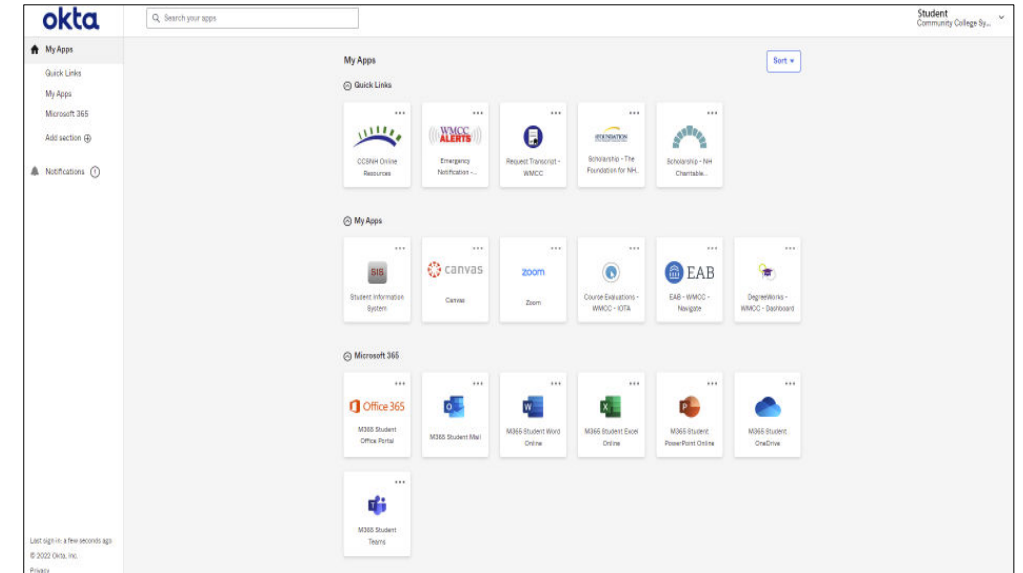 okta
Search your apps
Student
Community College Sy...
My Apps
Quick Links
My Apps
Microsoft 365
Add section
Notifications
Last sign in: a few seconds ago
© 2022 Okta, Inc.
Privacy
My Apps
Sort
Quick Links
CCSNH Online
Resources
WMCC
ALERTS
Emergency
Notification -...
Request Transcript -
WMCC
FOUNDATION
Scholarship - The
Foundation for NH...
Scholarship - NH
Charitable...
My Apps
SIS
Student Information
System
canvas
Canvas
zoom
Zoom
Course Evaluations -
WMCC - IOTA
EAB
EAB - WMCC -
Navigate
DegreeWorks -
WMCC - Dashboard
Microsoft 365
Office 365
M365 Student
Office Portal
M365 Student Mail
M365 Student Word
Online
M365 Student Excel
Online
M365 Student
PowerPoint Online
M365 Student
OneDrive
M365 Student
Teams